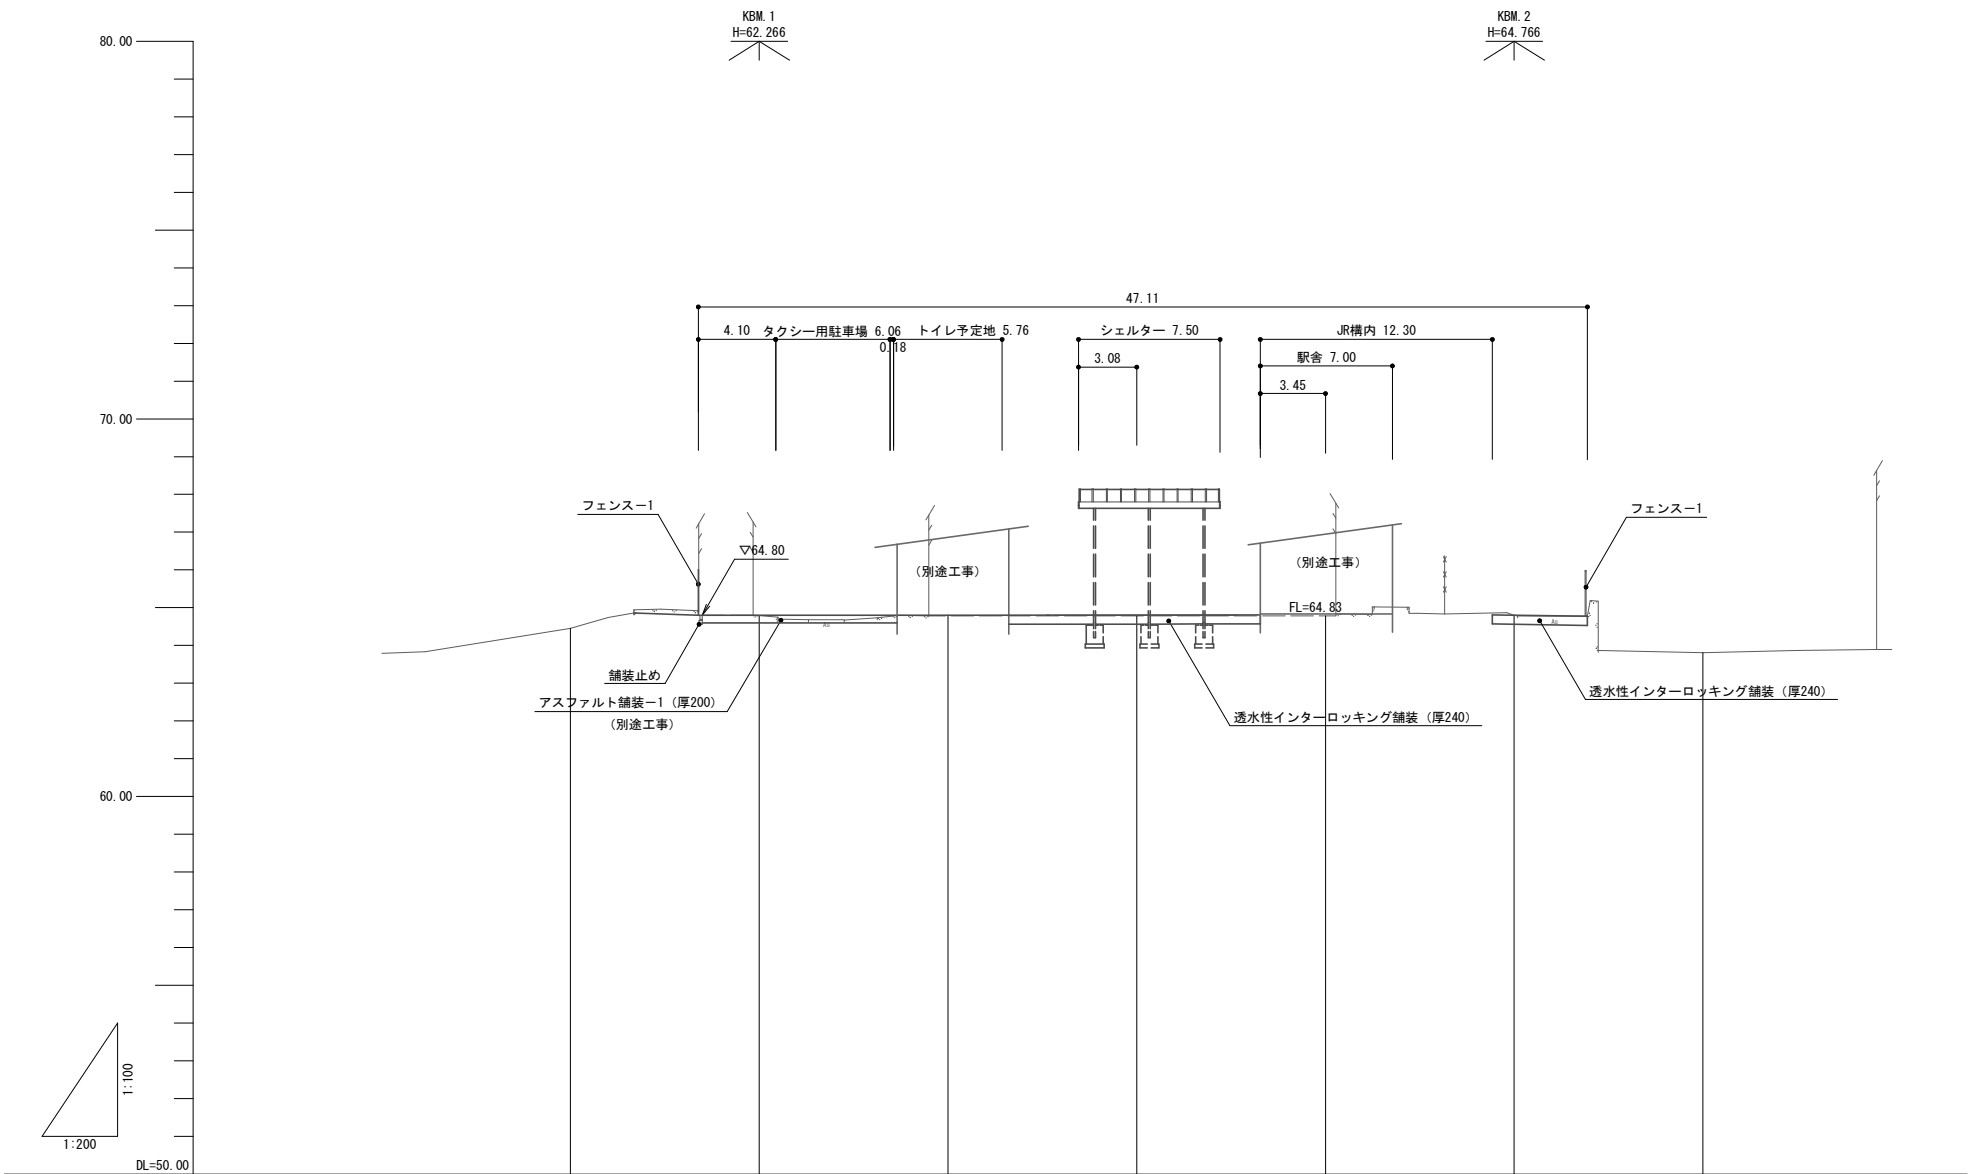 KBM.1
H=62.266
KBM.2
H=64.766
80.00
47.11
4.10
タクシー用駐車場 6.06
0.18
トイレ予定地 5.76
シェルター 7.50
3.08
JR構内 12.30
駅舎 7.00
3.45
70.00
フェンスー1
▽64.80
(別途工事)
(別途工事)
フェンスー1
FL=64.83
As
As
舗装止め
アスファルト舗装ー1(厚200)
(別途工事)
透水性インターロッキング舗装(厚240)
透水性インターロッキング舗装(厚240)
60.00
1:100
1:200
DL=50.00